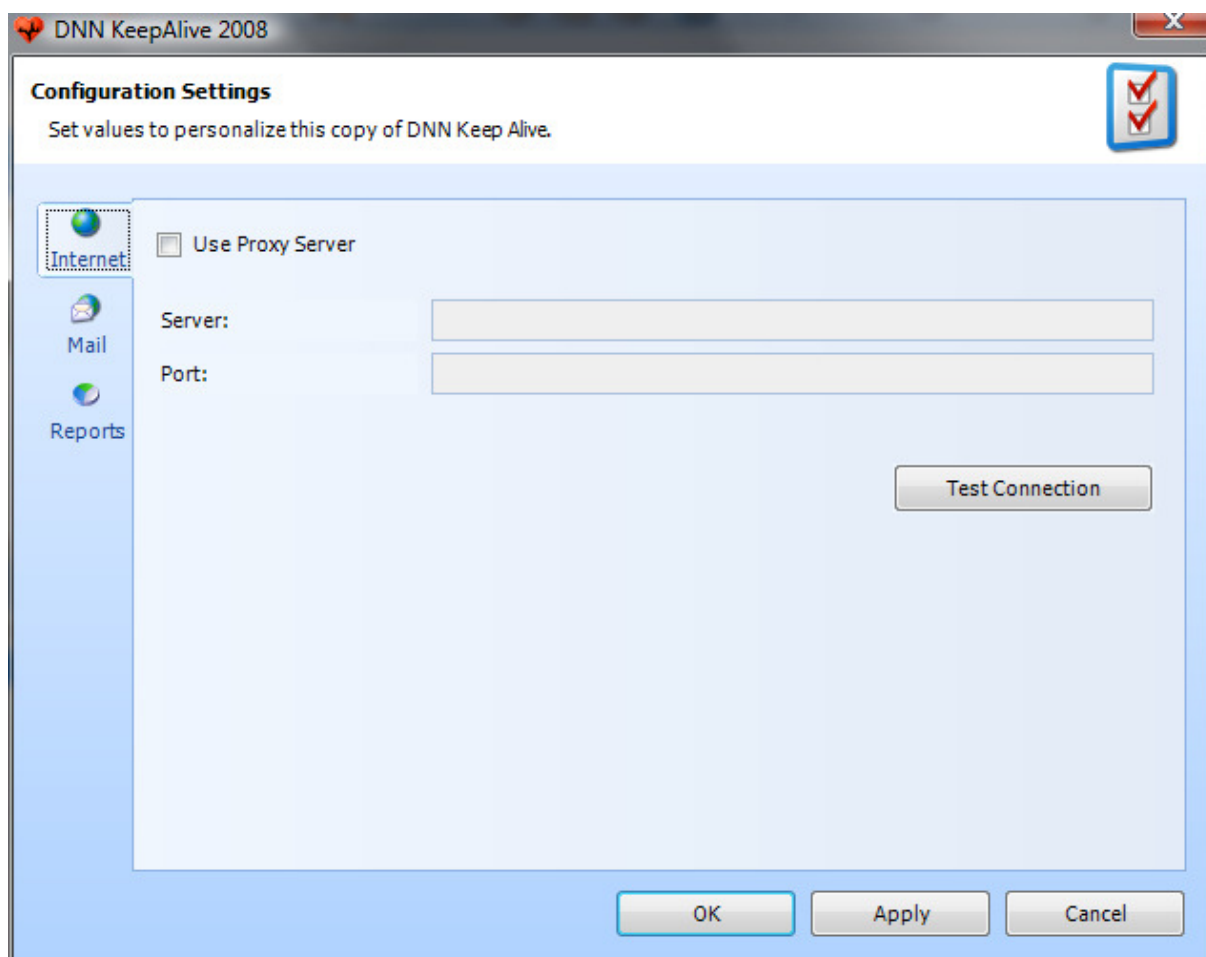 DNN KeepAlive 2008
Configuration Settings
Set values to personalize this copy of DNN Keep Alive.
Internet
Mail
Reports
Use Proxy Server
Server:
Port:
Test Connection
OK
Apply
Cancel